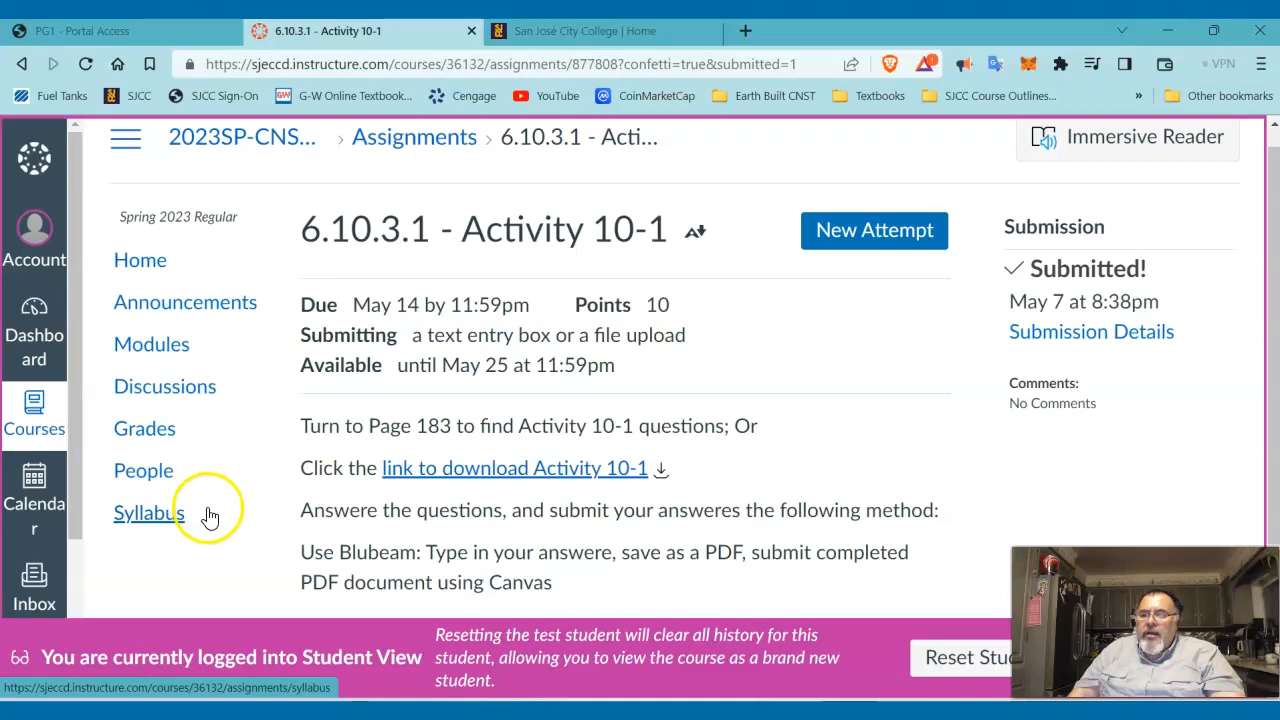 PG1 - Portal Access
6.10.3.1 - Activity 10-1
San José City College | Home
https://sjeccd.instructure.com/courses/36132/assignments/877808?confetti=true&submitted=1
VPN
Fuel Tanks
SJCC
SJCC Sign-On
G-W Online Textbook...
Cengage
YouTube
CoinMarketCap
Earth Built CNST
Textbooks
SJCC Course Outlines...
»
Other bookmarks
2023SP-CNS... › Assignments › 6.10.3.1 - Acti...
Immersive Reader
Account
Dashbo
ard
Courses
Calenda
r
Inbox
Spring 2023 Regular
Home
Announcements
Modules
Discussions
Grades
People
Syllabus
6.10.3.1 - Activity 10-1
New Attempt
Due May 14 by 11:59pm Points 10
Submitting a text entry box or a file upload
Available until May 25 at 11:59pm
Turn to Page 183 to find Activity 10-1 questions; Or
Click the link to download Activity 10-1
Answere the questions, and submit your answeres the following method:
Use Blubeam: Type in your answere, save as a PDF, submit completed
PDF document using Canvas
Submission
Submitted!
May 7 at 8:38pm
Submission Details
Comments:
No Comments
You are currently logged into Student View
Resetting the test student will clear all history for this
student, allowing you to view the course as a brand new
student.
Reset Stu
https://sjeccd.instructure.com/courses/36132/assignments/syllabus